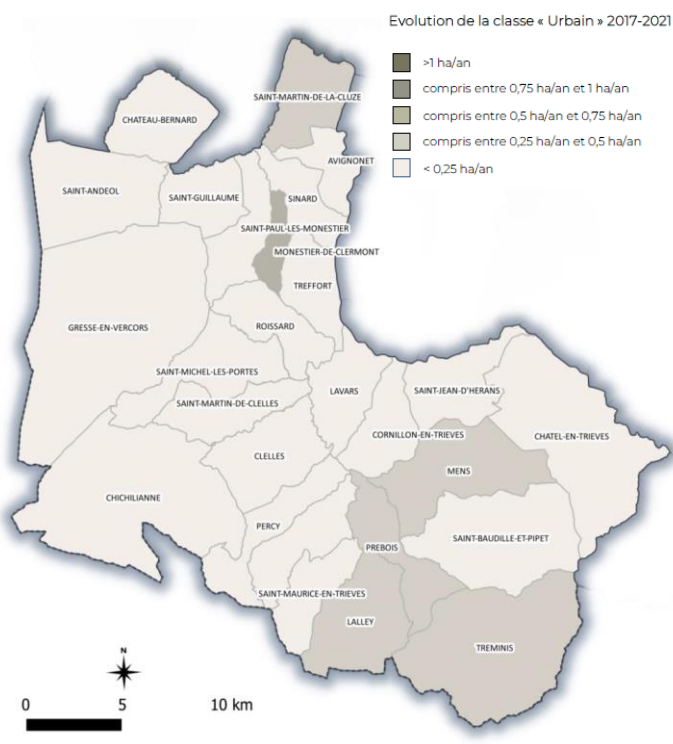 Evolution de la classe « Urbain » 2017-2021
>1 ha/an
compris entre 0,75 ha/an et 1 ha/an
compris entre 0,5 ha/an et 0,75 ha/an
compris entre 0,25 ha/an et 0,5 ha/an
< 0,25 ha/an
SAINT-MARTIN-DE-LA-CLUZE
CHATEAU-BERNARD
AVIGNONET
SAINT-ANDEOL
SAINT-GUILLAUME
SINARD
SAINT-PAUL-LES-MONESTIER
MONESTIER-DE-CLERMONT
TREFFORT
GRESSE-EN-VERCORS
ROISSARD
SAINT-MICHEL-LES-PORTES
LAVARS
SAINT-JEAN-D'HERANS
SAINT-MARTIN-DE-CLELLES
CORNILLON-EN-TRIEVES
CHATEL-EN-TRIEVES
CLELLES
MENS
CHICHILIANNE
PERCY
SAINT-BAUDILLE-ET-PIPET
PREBOIS
SAINT-MAURICE-EN-TRIEVES
LALLEY
TREMINIS
N
0 5 10 km